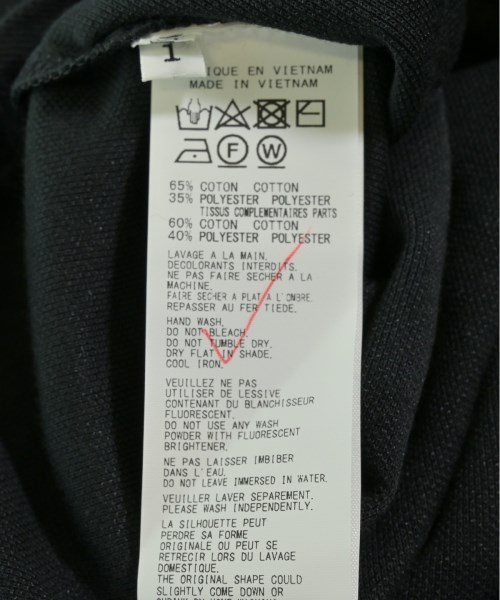 1
IQUE EN VIETNAM
MADE IN VIETNAM
F W
65% COTON COTTON
35% POLYESTER POLYESTER
TISSUS COMPLEMENTAIRES PARTS
60% COTON COTTON
40% POLYESTER POLYESTER
LAVAGE A LA MAIN.
DECOLORANTS INTERDITS.
NE PAS FAIRE SECHER A LA
MACHINE.
FAIRE SECHER A PLAT A L'OMBRE.
REPASSER AU FER TIEDE.
HAND WASH.
DO NOT BLEACH.
DO NOT TUMBLE DRY.
DRY FLAT IN SHADE.
COOL IRON.
VEUILLEZ NE PAS
UTILISER DE LESSIVE
CONTENANT DU BLANCHISSEUR
FLUORESCENT.
DO NOT USE ANY WASH
POWDER WITH FLUORESCENT
BRIGHTENER.
NE PAS LAISSER IMBIBER
DANS L'EAU.
DO NOT LEAVE IMMERSED IN WATER.
VEUILLER LAVER SEPAREMENT.
PLEASE WASH INDEPENDENTLY.
LA SILHOUETTE PEUT
PERDRE SA FORME
ORIGINALE OU PEUT SE
RETRECIR LORS DU LAVAGE
DOMESTIQUE.
THE ORIGINAL SHAPE COULD
SLIGHTLY COME DOWN OR